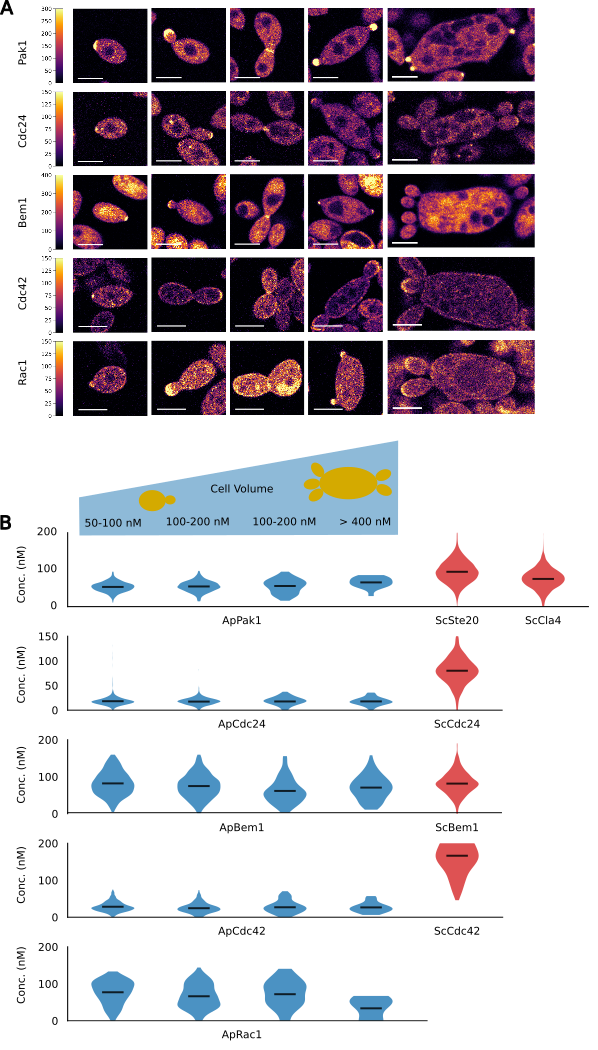 A
Pak1
300
250
200
150
100
50
0
Cdc24
150
125
100
75
50
25
0
Bem1
400
300
200
100
0
Cdc42
150
125
100
75
50
25
0
Rac1
150
100
50
0
Cell Volume
50-100 nM 100-200 nM 100-200 nM > 400 nM
B
Conc. (nM)
200
100
0
ApPak1 ScSte20 ScCla4
Conc. (nM)
150
100
50
0
ApCdc24 ScCdc24
Conc. (nM)
200
100
0
ApBem1 ScBem1
Conc. (nM)
200
100
0
ApCdc42 ScCdc42
Conc. (nM)
200
100
0
ApRac1